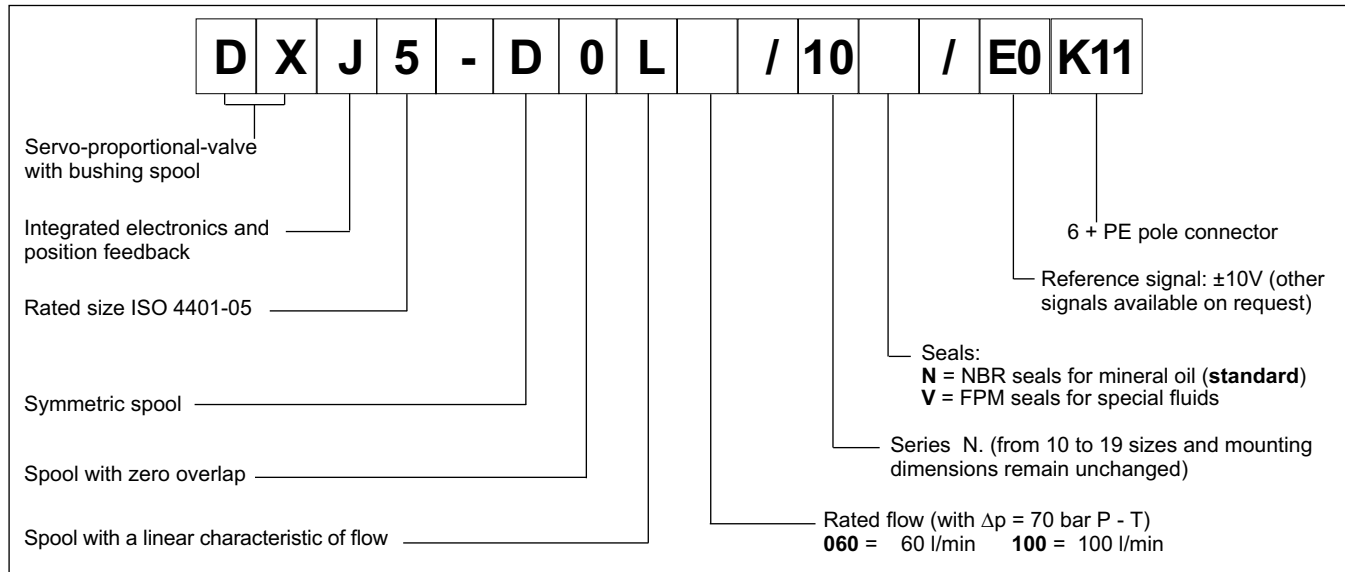 DXJ5-D0L /10 /E0K11
Servo-proportional-valve
with bushing spool
Integrated electronics and
position feedback
Rated size ISO 4401-05
Symmetric spool
Spool with zero overlap
Spool with a linear characteristic of flow
6 + PE pole connector
Reference signal: ±10V (other
signals available on request)
Seals:
N = NBR seals for mineral oil (standard)
V = FPM seals for special fluids
Series N. (from 10 to 19 sizes and mounting
dimensions remain unchanged)
Rated flow (with Δp = 70 bar P - T)
060 = 60 l/min 100 = 100 l/min